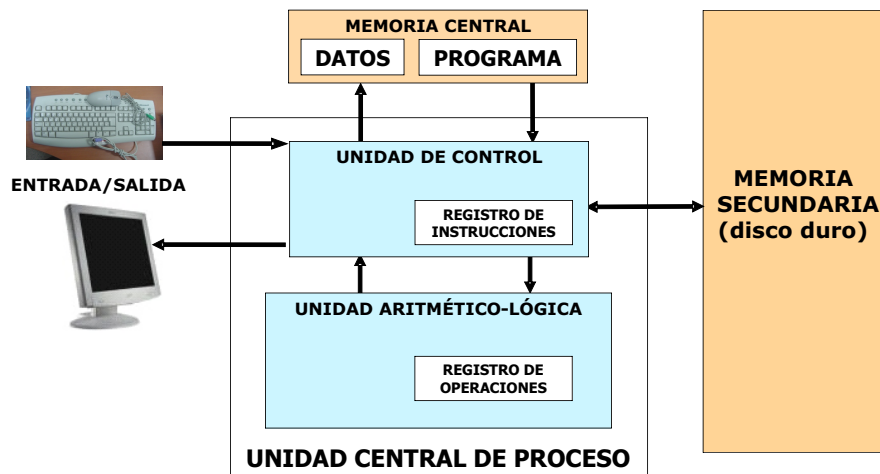 MEMORIA CENTRAL
DATOS
PROGRAMA
ENTRADA/SALIDA
UNIDAD DE CONTROL
REGISTRO DE
INSTRUCCIONES
MEMORIA
SECUNDARIA
(disco duro)
UNIDAD ARITMÉTICO-LÓGICA
REGISTRO DE
OPERACIONES
UNIDAD CENTRAL DE PROCESO